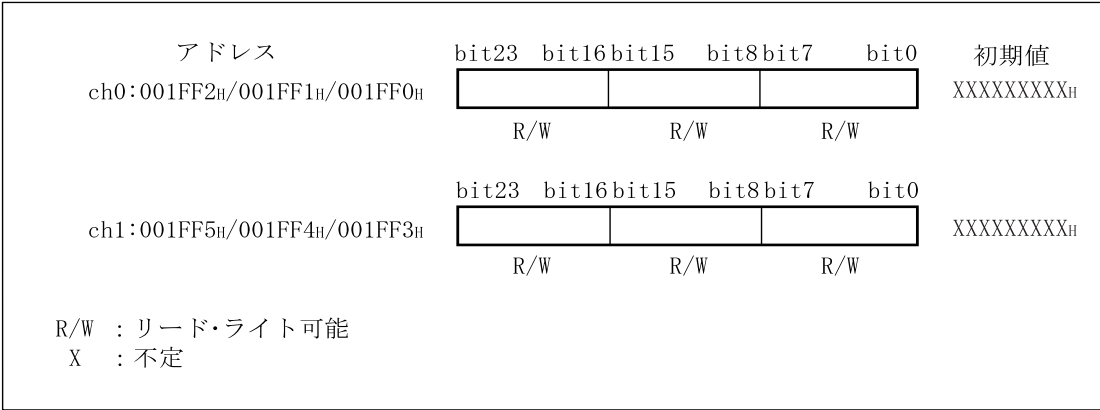 アドレス bit23 bit16 bit15 bit8 bit7 bit0 初期値
ch0:001FF2H/001FF1H/001FF0H XXXXXXXXXH
R/W R/W R/W
bit23 bit16 bit15 bit8 bit7 bit0
ch1:001FF5H/001FF4H/001FF3H XXXXXXXXXH
R/W R/W R/W
R/W : リード・ライト可能
X : 不定